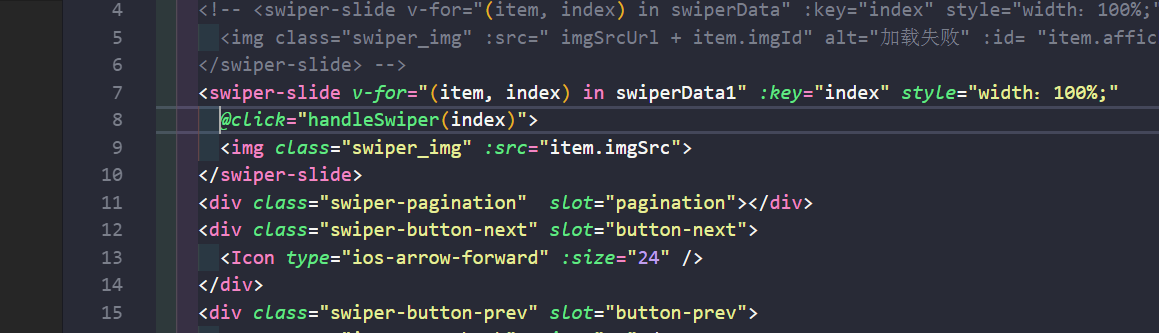 4 <!-- <swiper-slide v-for="(item, index) in swiperData" :key="index" style="width：100%;"
5 <img class="swiper_img" :src=" imgSrcUrl + item.imgId" alt="加载失败" :id= "item.affic
6 </swiper-slide> -->
7 <swiper-slide v-for="(item, index) in swiperData1" :key="index" style="width：100%;"
8 @click="handleSwiper(index)">
9 <img class="swiper_img" :src="item.imgSrc">
10 </swiper-slide>
11 <div class="swiper-pagination"  slot="pagination"></div>
12 <div class="swiper-button-next" slot="button-next">
13 <Icon type="ios-arrow-forward" :size="24" />
14 </div>
15 <div class="swiper-button-prev" slot="button-prev">